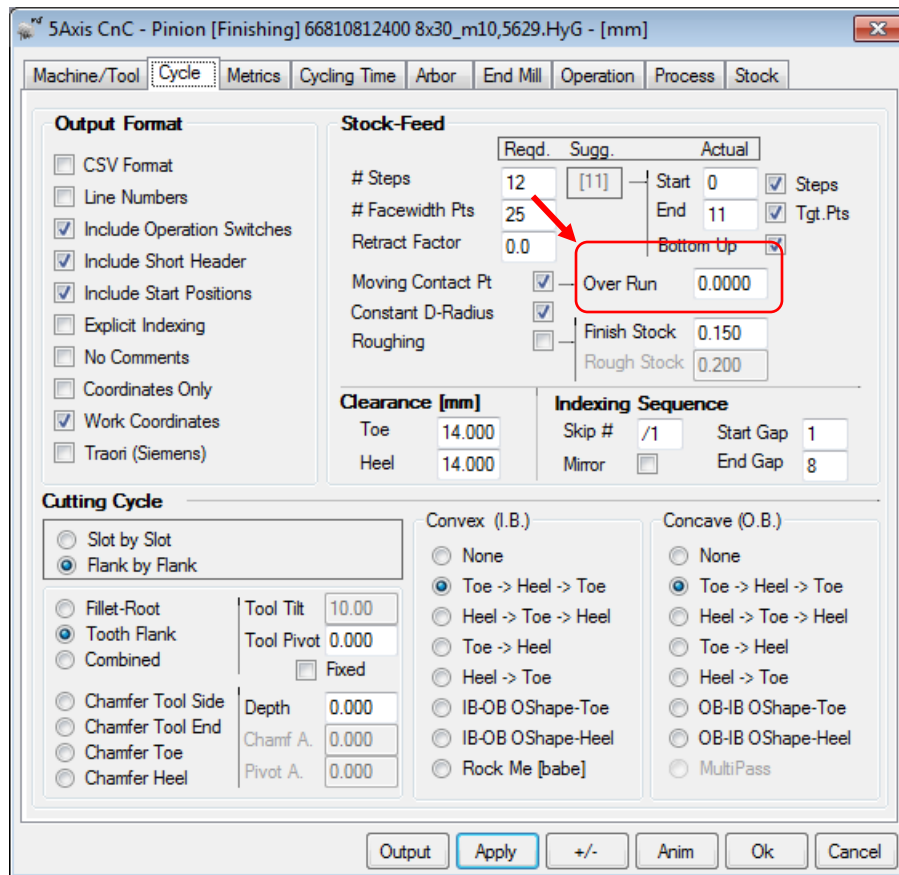 5Axis CnC - Pinion [Finishing] 66810812400 8x30_m10,5629.HyG - [mm]
Machine/Tool Cycle Metrics Cycling Time Arbor End Mill Operation Process Stock
Output Format
CSV Format
Line Numbers
Include Operation Switches
Include Short Header
Include Start Positions
Explicit Indexing
No Comments
Coordinates Only
Work Coordinates
Traori (Siemens)
Stock-Feed
Reqd. Sugg. Actual
# Steps 12 [11] Start 0 Steps
# Facewidth Pts 25 End 11 Tgt.Pts
Retract Factor 0.0 Bottom Up
Moving Contact Pt Over Run 0.0000
Constant D-Radius
Finish Stock 0.150
Roughing
Rough Stock 0.200
Clearance [mm]
Toe 14.000
Heel 14.000
Indexing Sequence
Skip # /1 Start Gap 1
Mirror End Gap 8
Cutting Cycle
Slot by Slot
Flank by Flank
Fillet-Root
Tooth Flank
Combined
Chamfer Tool Side
Chamfer Tool End
Chamfer Toe
Chamfer Heel
Tool Tilt 10.00
Tool Pivot 0.000
Fixed
Depth 0.000
Chamf A. 0.000
Pivot A. 0.000
Convex (I.B.)
None
Toe -> Heel -> Toe
Heel -> Toe -> Heel
Toe -> Heel
Heel -> Toe
IB-OB OShape-Toe
IB-OB OShape-Heel
Rock Me [babe]
Concave (O.B.)
None
Toe -> Heel -> Toe
Heel -> Toe -> Heel
Toe -> Heel
Heel -> Toe
OB-IB OShape-Toe
OB-IB OShape-Heel
MultiPass
Output Apply +/- Anim Ok Cancel